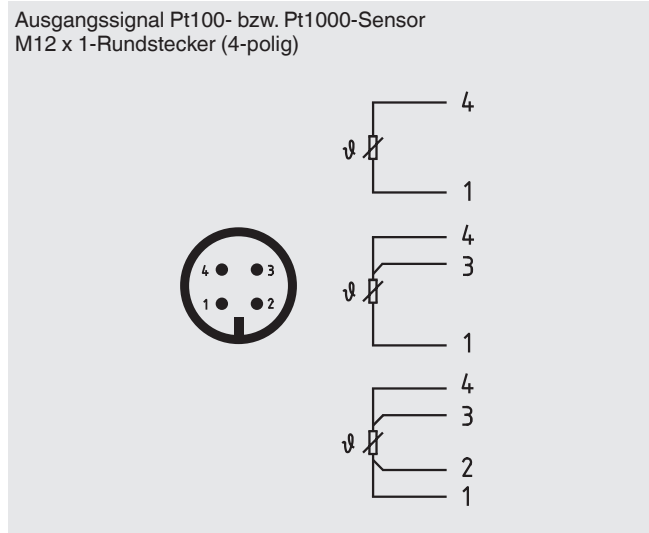 Ausgangssignal Pt100- bzw. Pt1000-Sensor
M12 x 1-Rundstecker (4-polig)
4
ϑ
1
4
3
ϑ
1
4 3
1 2
4
3
ϑ
2
1